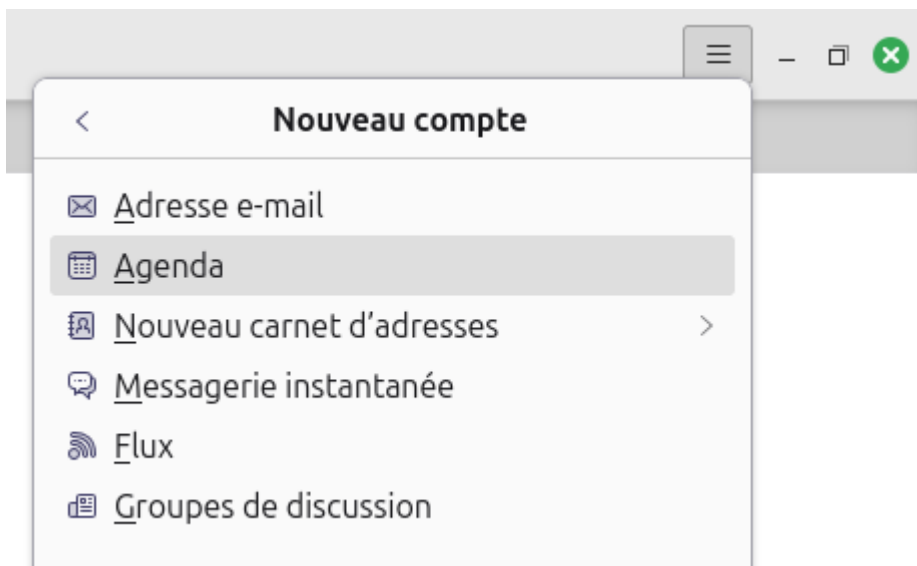 Nouveau compte
Adresse e-mail
Agenda
Nouveau carnet d’adresses
Messagerie instantanée
Flux
Groupes de discussion